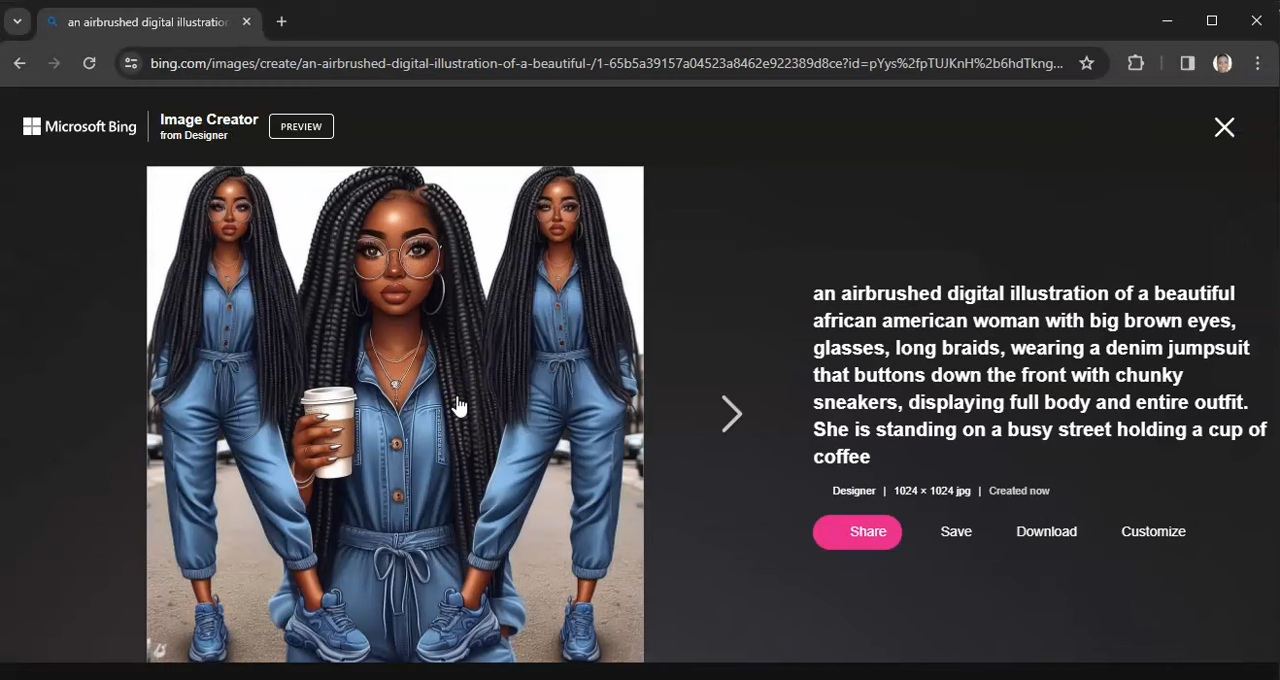 an airbrushed digital illustration
bing.com/images/create/an-airbrushed-digital-illustration-of-a-beautiful-/1-65b5a39157a04523a8462e922389d8ce?id=pYys%2fpTUJKnH%2b6hdTkng...
Microsoft Bing
Image Creator
from Designer
PREVIEW
an airbrushed digital illustration of a beautiful
african american woman with big brown eyes,
glasses, long braids, wearing a denim jumpsuit
that buttons down the front with chunky
sneakers, displaying full body and entire outfit.
She is standing on a busy street holding a cup of
coffee
Designer | 1024 × 1024 jpg | Created now
Share Save Download Customize